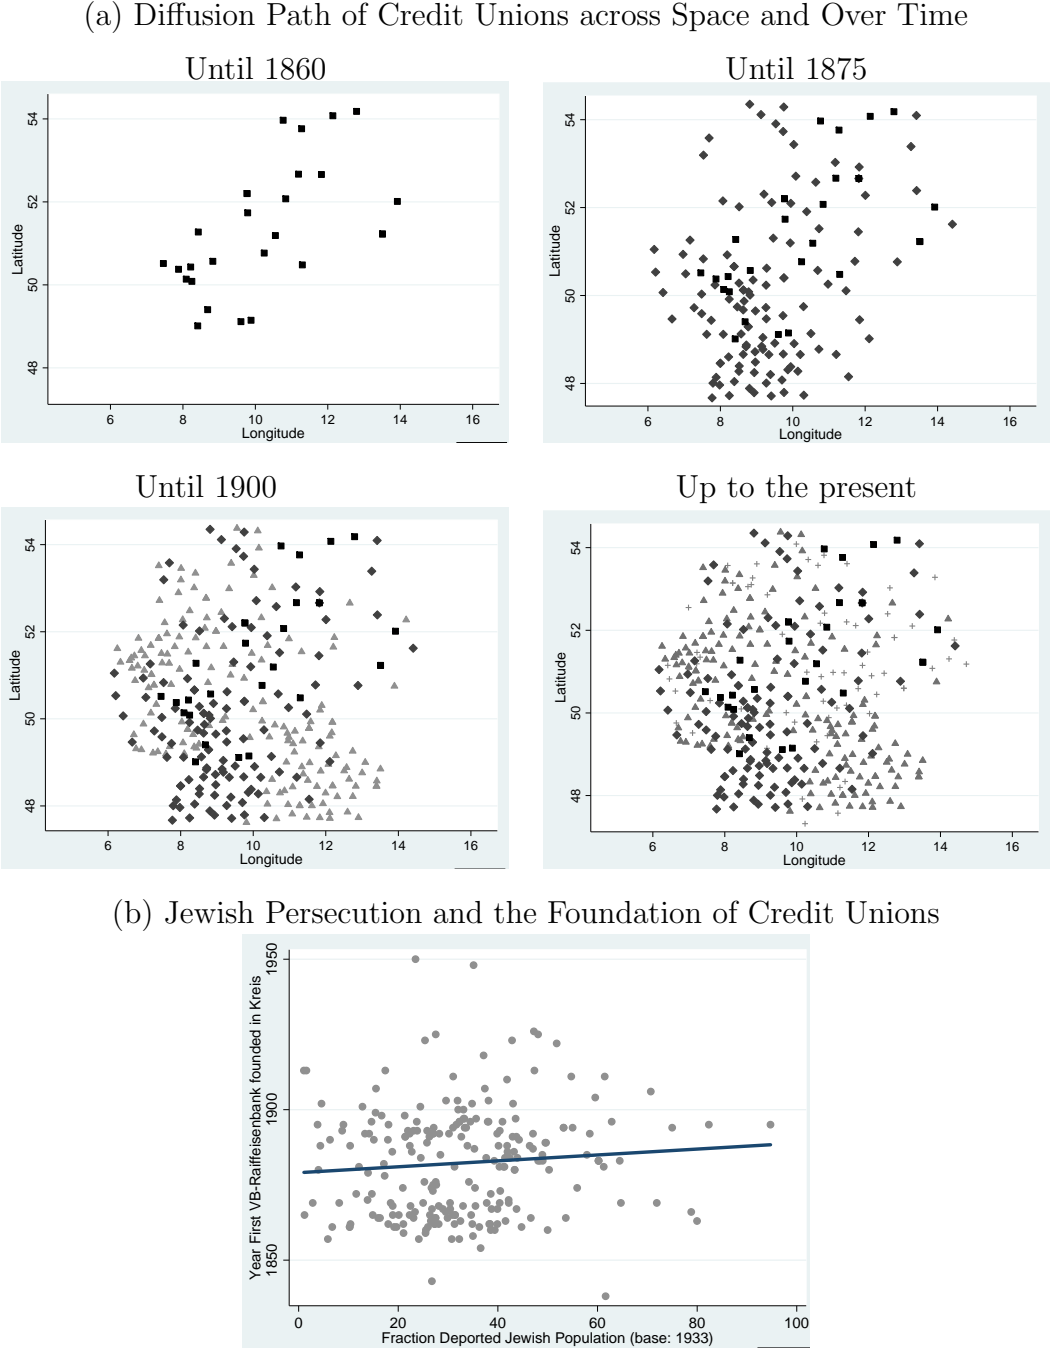 (a) Diffusion Path of Credit Unions across Space and Over Time
Until 1860
Until 1875
54
52
50
48
Latitude
6 8 10 12 14 16
Longitude
54
52
50
48
Latitude
6 8 10 12 14 16
Longitude
Until 1900
Up to the present
54
52
50
48
Latitude
6 8 10 12 14 16
Longitude
54
52
50
48
Latitude
6 8 10 12 14 16
Longitude
(b) Jewish Persecution and the Foundation of Credit Unions
Year First VB-Raiffeisenbank founded in Kreis
1950
1900
1850
0 20 40 60 80 100
Fraction Deported Jewish Population (base: 1933)